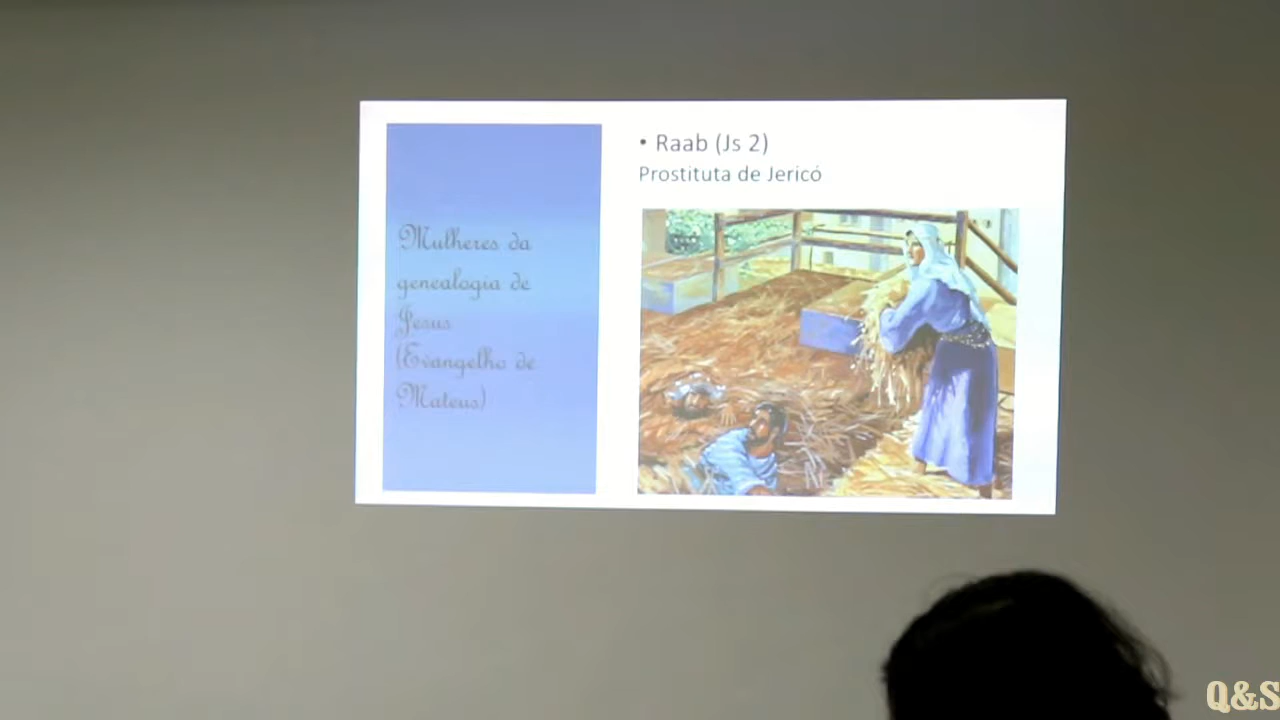 Mulheres da
genealogia de
Jesus
(Evangelho de
Mateus)
• Raab (Js 2)
Prostituta de Jericó
Q&S